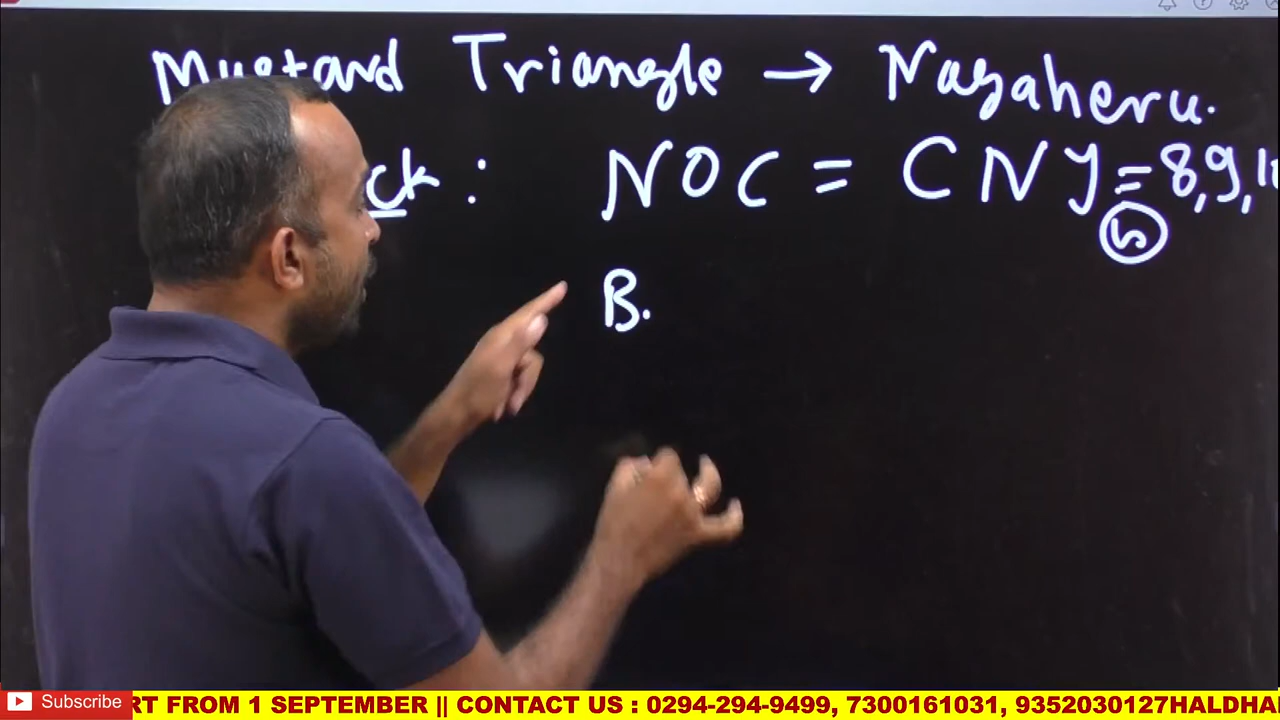 Mustard Triangle → Nagaheru.
ck :  NOC = CNY = 8,9,1
n
B.
Subscribe
RT FROM 1 SEPTEMBER || CONTACT US : 0294-294-9499, 7300161031, 9352030127HALDHA